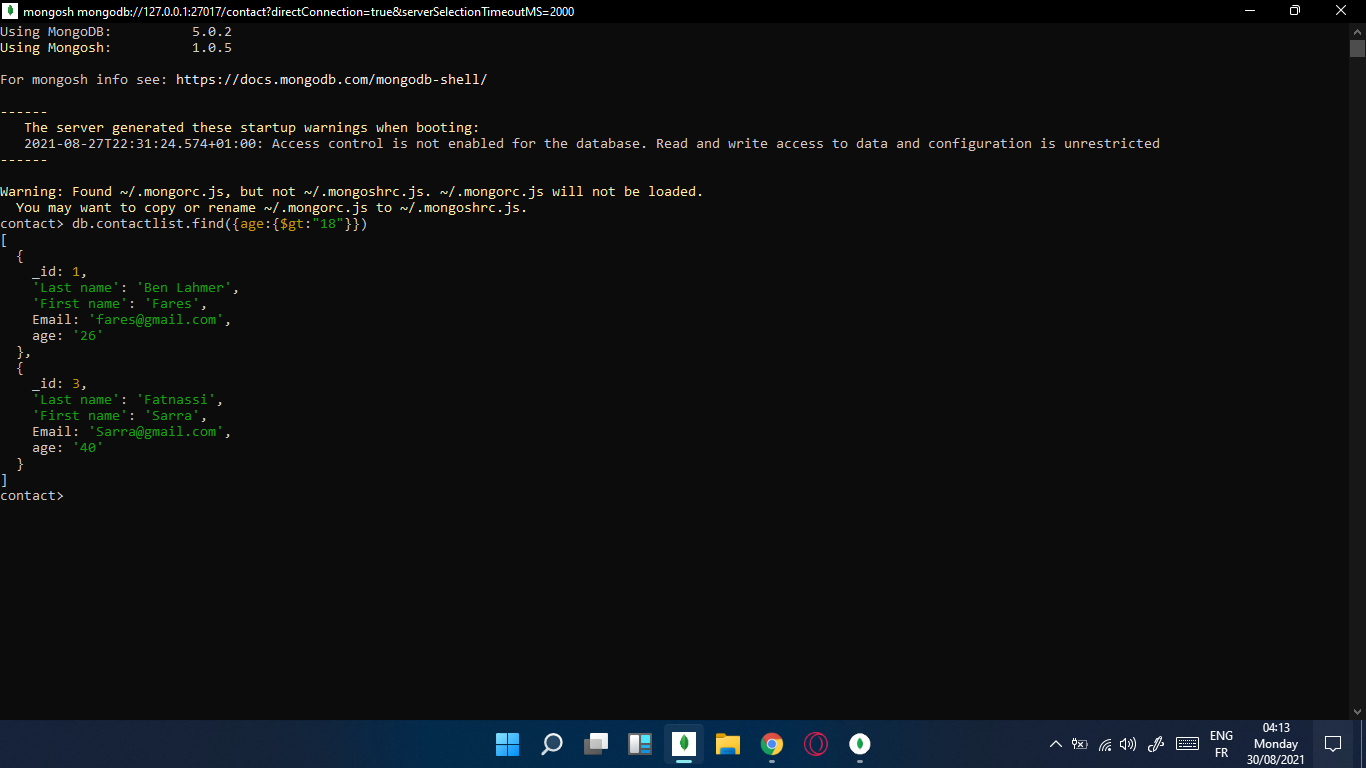 mongosh mongodb://127.0.0.1:27017/contact?directConnection=true&serverSelectionTimeoutMS=2000
Using MongoDB:          5.0.2
Using Mongosh:          1.0.5
For mongosh info see: https://docs.mongodb.com/mongodb-shell/
------
   The server generated these startup warnings when booting:
   2021-08-27T22:31:24.574+01:00: Access control is not enabled for the database. Read and write access to data and configuration is unrestricted
------
Warning: Found ~/.mongorc.js, but not ~/.mongoshrc.js. ~/.mongorc.js will not be loaded.
  You may want to copy or rename ~/.mongorc.js to ~/.mongoshrc.js.
contact> db.contactlist.find({age:{$gt:"18"}})
[
  {
    _id: 1,
    'Last name': 'Ben Lahmer',
    'First name': 'Fares',
    Email: 'fares@gmail.com',
    age: '26'
  },
  {
    _id: 3,
    'Last name': 'Fatnassi',
    'First name': 'Sarra',
    Email: 'Sarra@gmail.com',
    age: '40'
  }
]
contact>
ENG
FR
04:13
Monday
30/08/2021